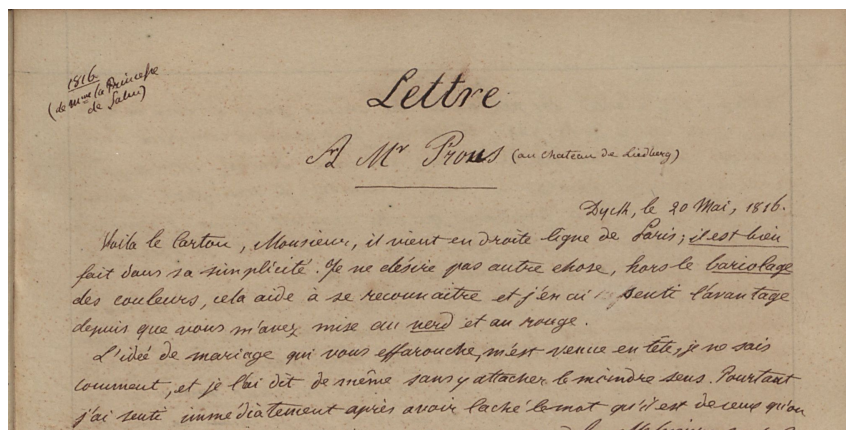 1816
(de Mme la Princesse
de Salm)
Lettre
A Mr Prous (au chateau de Liedberg)
Dyck, le 20 Mai, 1816.
Voila le Carton, Monsieur, il vient en droite ligne de Paris; il est bien
fait dans sa simplicité. Je ne désire pas autre chose, hors le bariolage
des couleurs, cela aide à se reconnaitre et j'en ai senti l'avantage
depuis que vous m'avez mise au verd et au rouge.
L'idée de mariage qui vous effarouche, m'est venue en tête, je ne sais
comment, et je l'ai dit de même sans y attacher le moindre sens. Pourtant
j'ai senti immédiatement après avoir laché le mot qu'il est de ceux qu'on